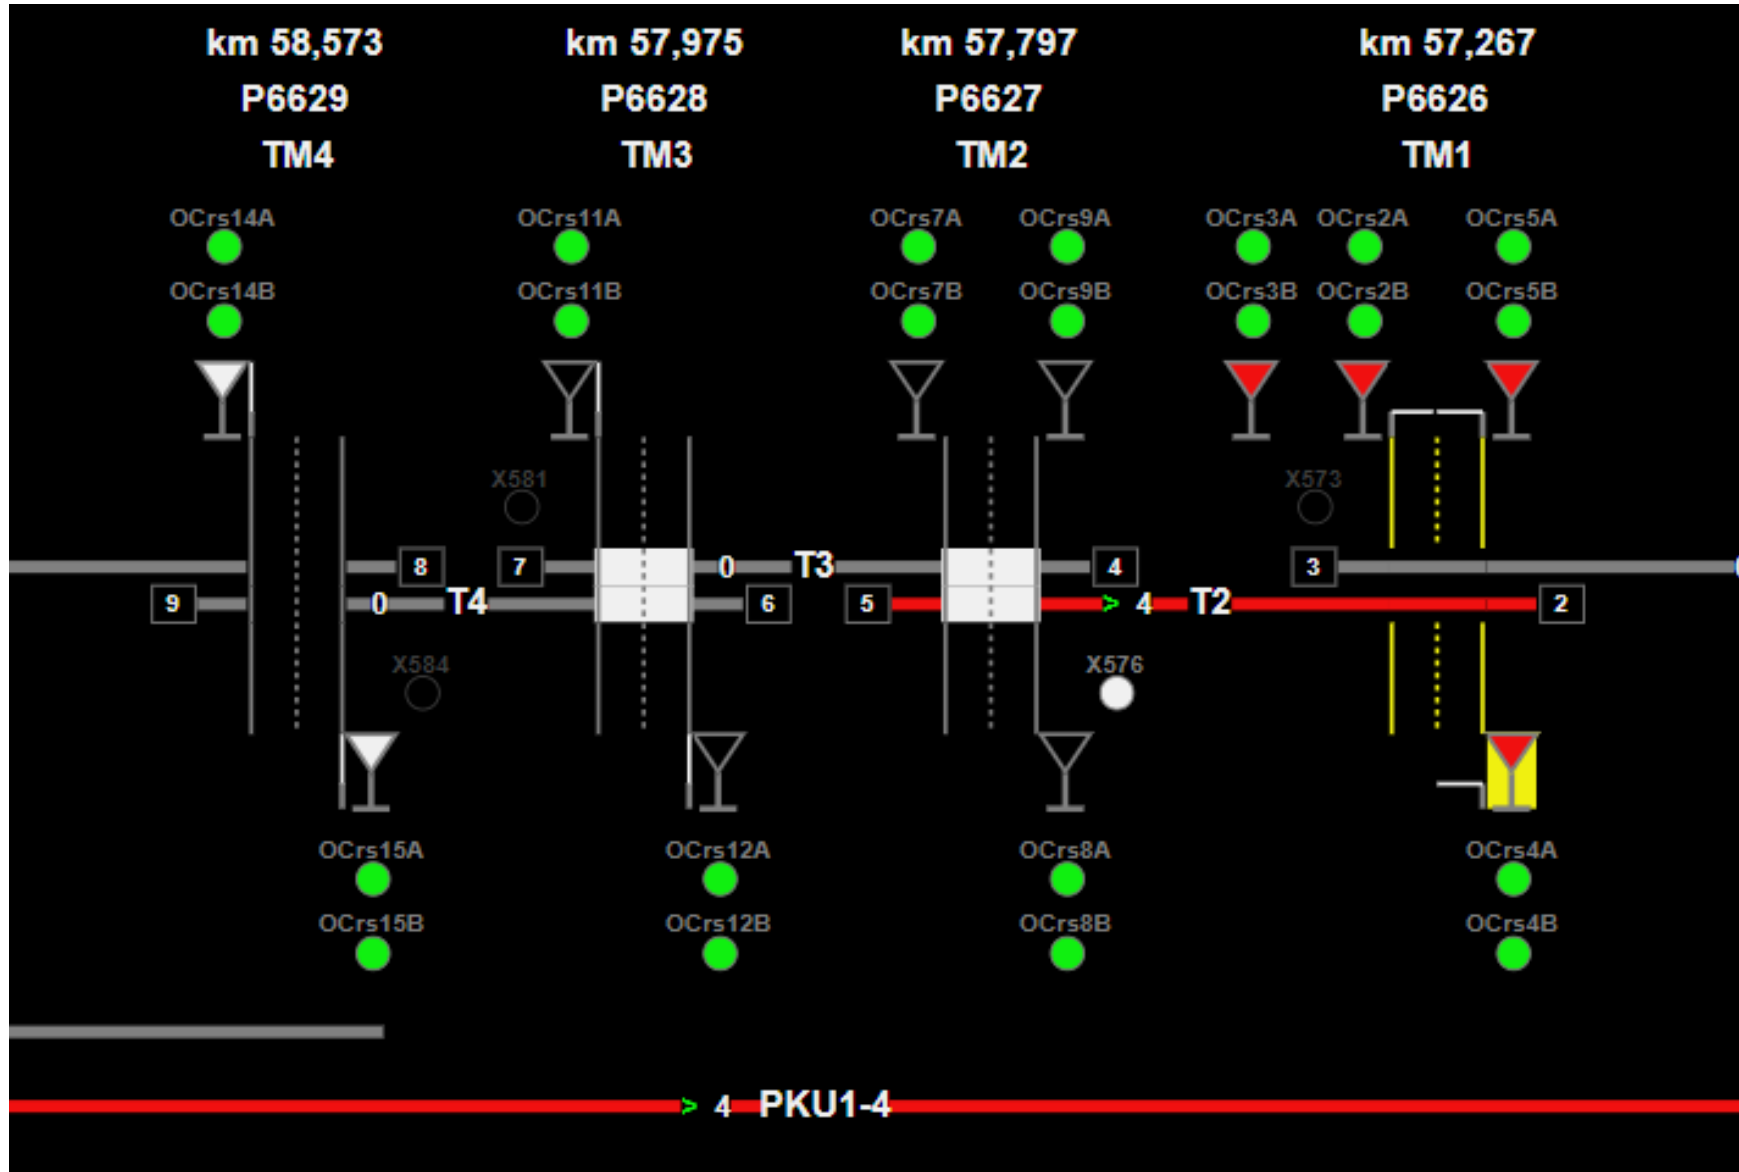 km 58,573 km 57,975 km 57,797 km 57,267
P6629 P6628 P6627 P6626
TM4 TM3 TM2 TM1
OCrs14A OCrs11A OCrs7A OCrs9A OCrs3A OCrs2A OCrs5A
OCrs14B OCrs11B OCrs7B OCrs9B OCrs3B OCrs2B OCrs5B
X581 X573
8 7 0 T3 4 3
9 0 T4 6 5 > 4 T2 2
X584 X576
OCrs15A OCrs12A OCrs8A OCrs4A
OCrs15B OCrs12B OCrs8B OCrs4B
> 4 PKU1-4